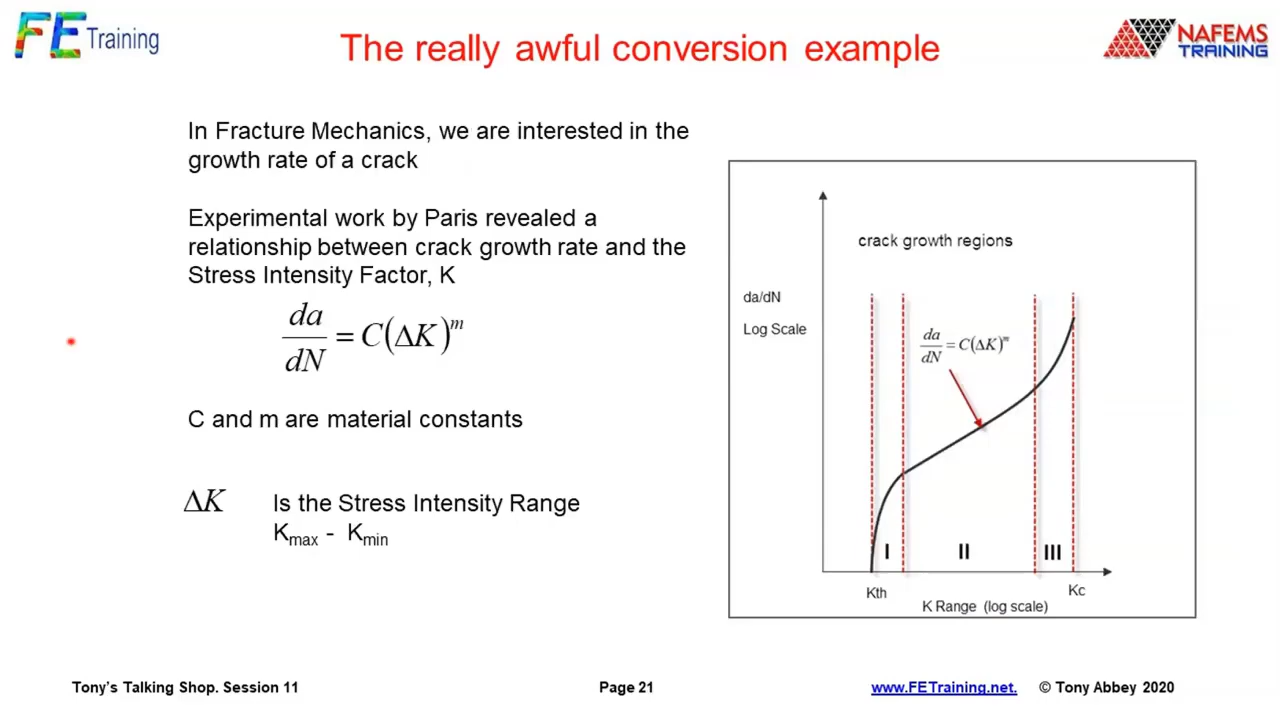 FE Training
The really awful conversion example
NAFEMS
TRAINING
In Fracture Mechanics, we are interested in the
growth rate of a crack
Experimental work by Paris revealed a
relationship between crack growth rate and the
Stress Intensity Factor, K
da/dN = C(ΔK)^m
C and m are material constants
ΔK Is the Stress Intensity Range
Kmax - Kmin
crack growth regions
da/dN
Log Scale
da/dN = C(ΔK)^m
I II III
Kth Kc
K Range (log scale)
Tony's Talking Shop. Session 11 Page 21 www.FETraining.net. © Tony Abbey 2020